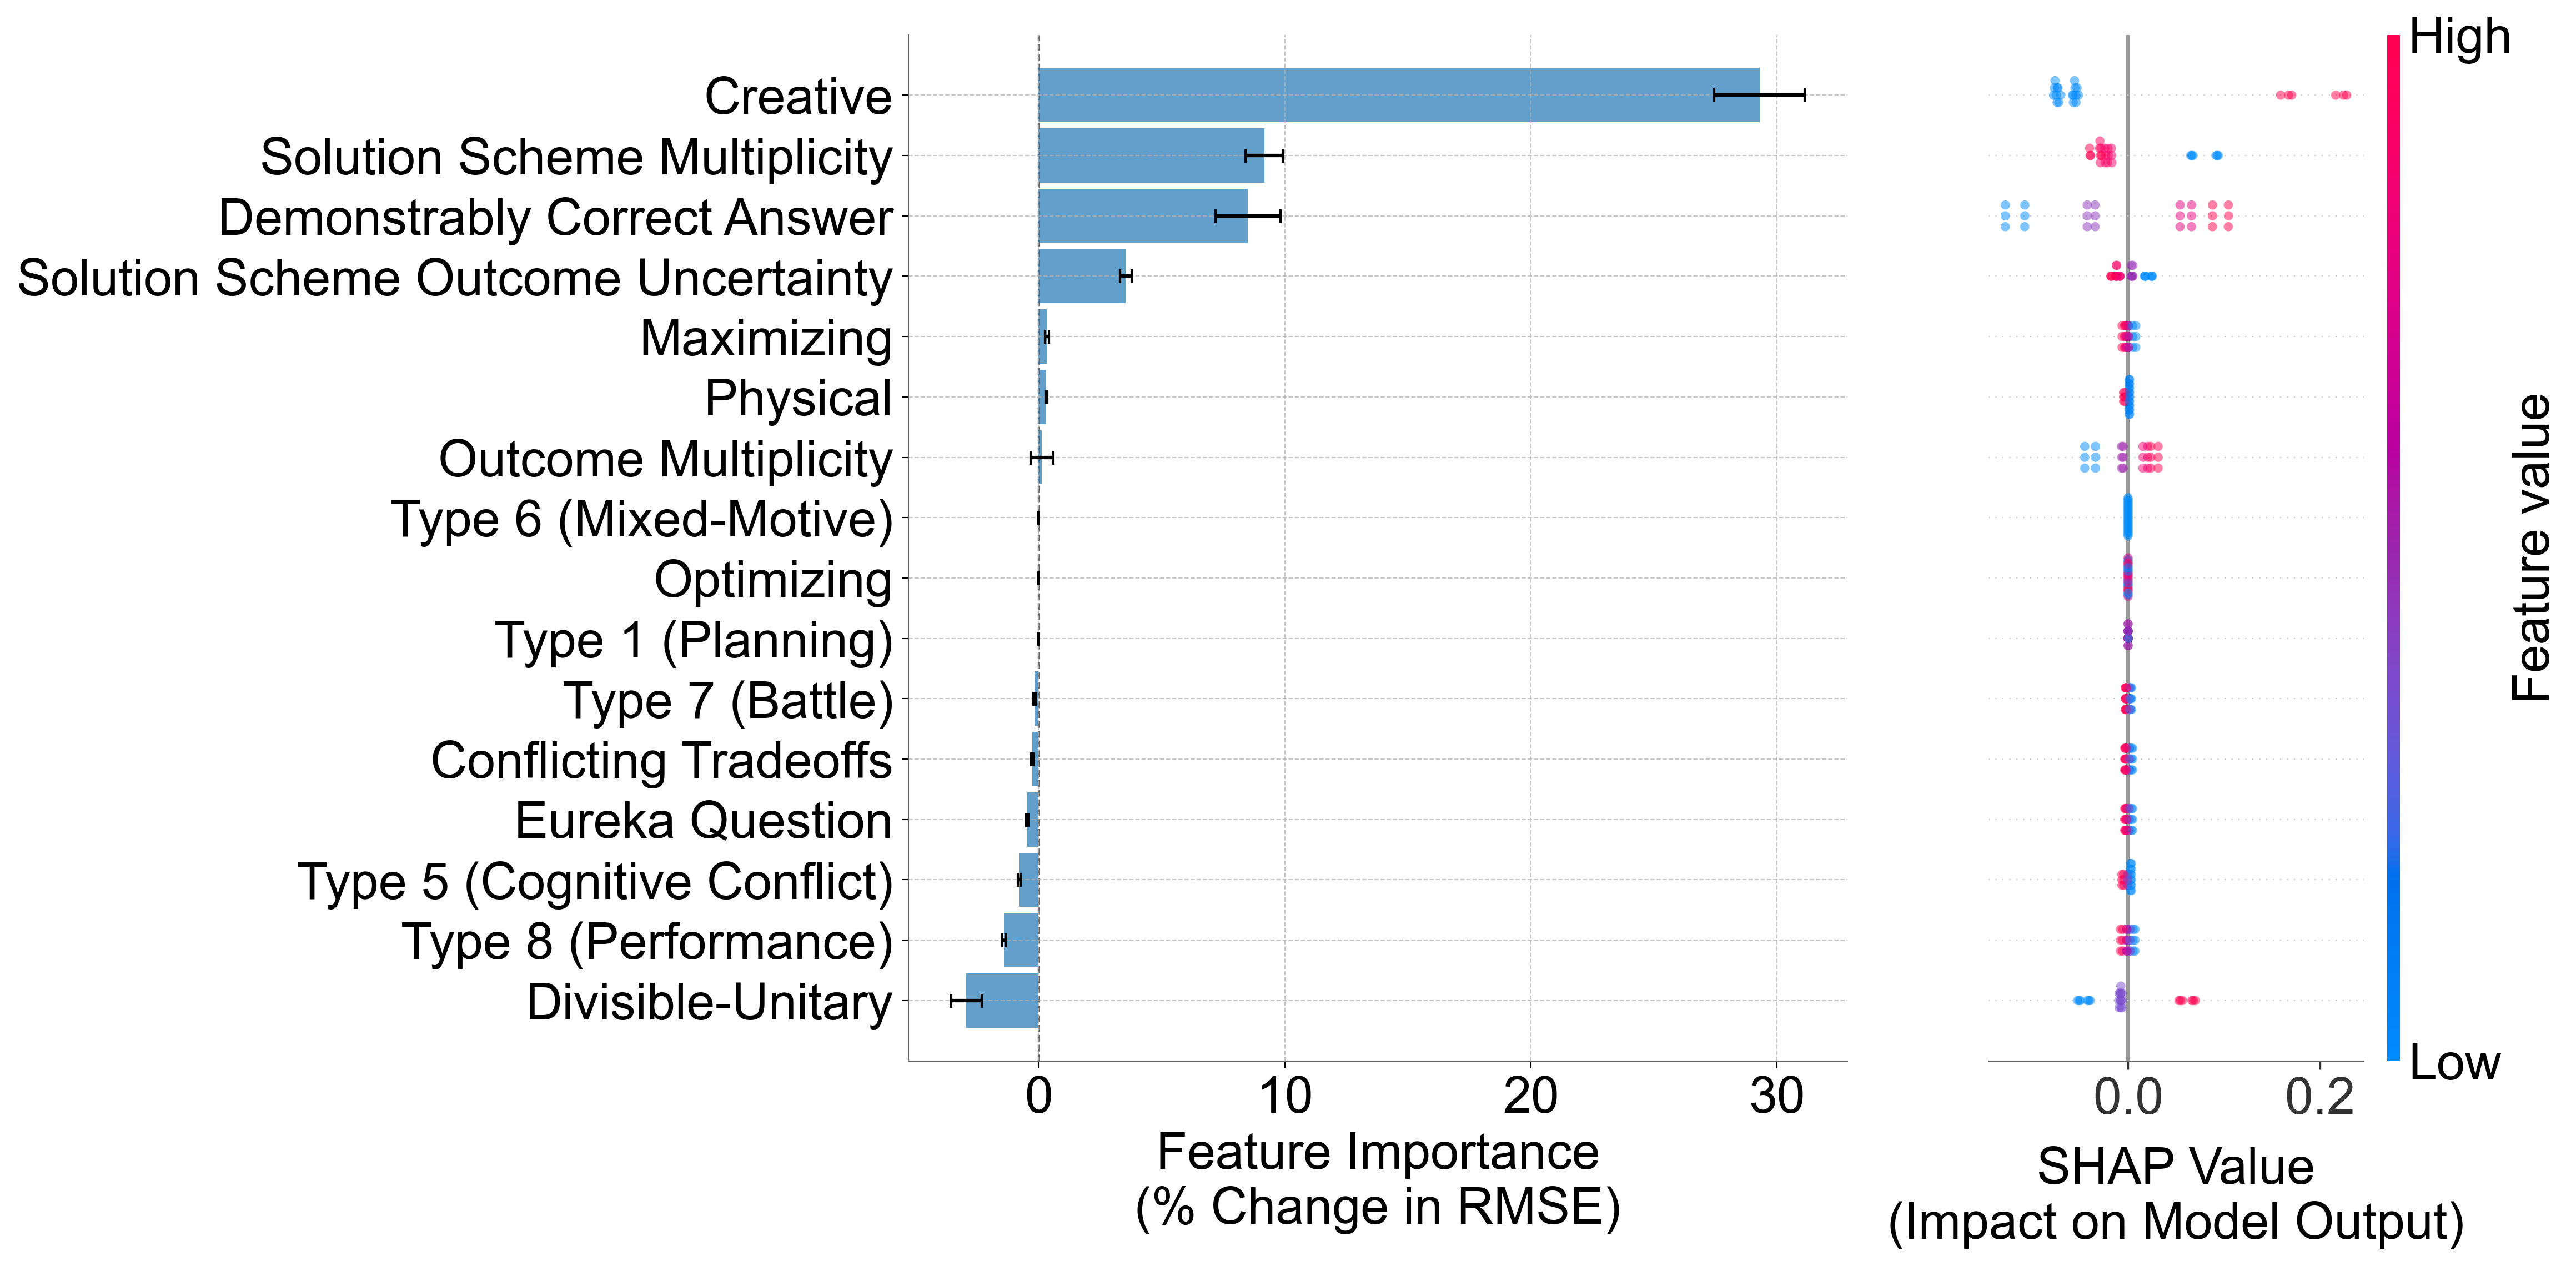 Creative
Solution Scheme Multiplicity
Demonstrably Correct Answer
Solution Scheme Outcome Uncertainty
Maximizing
Physical
Outcome Multiplicity
Type 6 (Mixed-Motive)
Optimizing
Type 1 (Planning)
Type 7 (Battle)
Conflicting Tradeoffs
Eureka Question
Type 5 (Cognitive Conflict)
Type 8 (Performance)
Divisible-Unitary
0 10 20 30
Feature Importance
(% Change in RMSE)
0.0 0.2
SHAP Value
(Impact on Model Output)
High
Feature value
Low